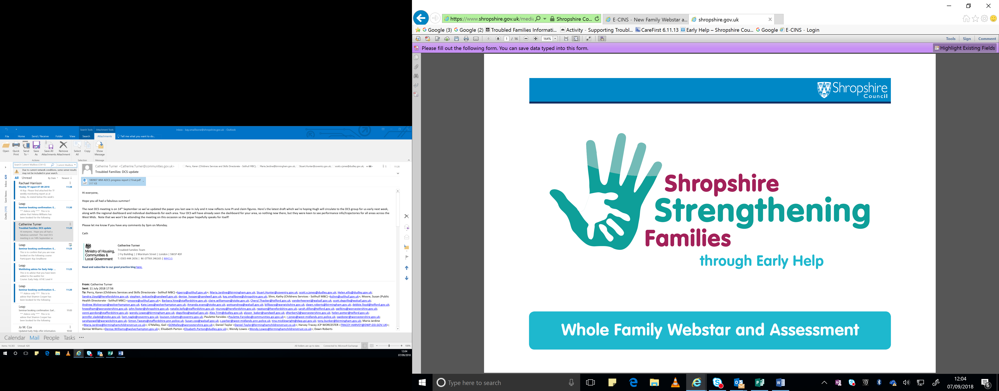 Search Tools
Attachment Tools
Inbox - kay.smallbone@shropshire.gov.uk - Outlook
File
Home
Send / Receive
Folder
View
Search
Attachments
Tell me what you want to do...
Open
Quick Print
Send To
Save As
Save All Attachments
Remove Attachment
Select All
Copy
Show Message
Actions
Selection
Message
Search Current Mailbox (Ctrl+E)
Current Mailbox
Due to current network conditions, some server results may not be included in your search.
All
Unread
By Date
Newest
Inbox 420
Sent Items
Drafts [109]
Rachael Harrison
Weekly TF report 07-09-2018 11:38
Hi Kay Please find attached the TF
weekly monitoring report as at
today. As stated below this week's
Leap
Seminar booking confirmation: E... 11:30
*** Advice only **** This is to
advise that Helena Williams has
been booked for the following
Catherine Turner
Troubled Families: DCS update 11:29
Hi everyone, Hope you all had a
fabulous summer! The next DCS
meeting is on 14th September so
Leap
Seminar booking confirmation: E... 11:23
This is to confirm that you are now
booked on the following course:
Participant: Kay Smallbone
Leap
Waitlisting advice for Early Help: ... 11:23
This is to advise that you have been
added to the waitlist for:
Course: Early Help: ATHE Level 4
Leap
Seminar booking confirmation: E... 11:20
*** Advice only **** This is to
advise that Sharron Cooper has
been booked for the following
Leap
Seminar booking confirmation: Earl... 11:03
*** Advice only **** This is to
advise that Sharron Cooper has
been booked for the following
Jo M. Cox
Updated Early Help offer information. 10:02
Catherine Turner <Catherine.Turner@communities.gov.uk>
Perry, Karen (Childrens Services and Skills Directorate - Solihull MBC); Maria.Jardine@birmingham.gov.uk; Stuart.Hunter@coventry.gov.uk; scott.x.jones@dudley.gov.uk; + 66
1
11:28
Troubled Families: DCS update
180907 WM ADCS progress report 2 final.pdf
317 KB
Hi everyone,
Hope you all had a fabulous summer!
The next DCS meeting is on 14th September so we've updated the paper you last saw in July and it now reflects June PI and claim figures. Here's the latest draft which we're hoping Hugh will circulate to the DCS group for us early next week,
along with the regional dashboard and individual dashboards for each area. Your DCS will have already seen the dashboard for your area, so nothing new there, but they were keen to see performance info/trajectories for all areas across the
West Mids. Note that we won't be attending the meeting on this occasion so the paper hopefully speaks for itself!
Please let me know if you have any comments by 3pm on Monday.
Cath
Ministry of Housing,
Communities &
Local Government
Catherine Turner
Troubled Families Team
| Fry Building | 2 Marsham Street | London | SW1P 4DF
T: 0303 444 2656 | M: 07769 246165 | MHCLG
Read and subscribe to our good practice blog here.
From: Catherine Turner
Sent: 11 July 2018 17:56
To: Perry, Karen (Childrens Services and Skills Directorate - Solihull MBC) <kperry@solihull.gov.uk>; Maria.Jardine@birmingham.gov.uk; Stuart.Hunter@coventry.gov.uk; scott.x.jones@dudley.gov.uk; Helen.ellis@dudley.gov.uk;
Sandra.Lloyd@herefordshire.gov.uk; stephen_tedcastle@sandwell.gov.uk; denise_hooper@sandwell.gov.uk; kay.smallbone@shropshire.gov.uk; Slinn, Kathy (Childrens Services - Solihull MBC) <kslinn@solihull.gov.uk>; Moore, Susan (Public
Health Directorate - Solihull MBC) <smoore@solihull.gov.uk>; Barbara.hine@staffordshire.gov.uk; claire.williamson@stoke.gov.uk; Cheryl.Thacker@telford.gov.uk; vanderheereni@walsall.gov.uk; scott.degville@walsall.gov.uk;
Andrew.Wolverson@wolverhampton.gov.uk; Kate.Lees@wolverhampton.gov.uk; Amanda.evans@stoke.gov.uk; pottsandrea@walsall.gov.uk; billbasra@warwickshire.gov.uk; dawn.roberts@birmingham.gov.uk; debbie.lloyd@telford.gov.uk;
hneedham@worcestershire.gov.uk; john.foster@shropshire.gov.uk; natalie.kelly@staffordshire.gov.uk; nturvey@herefordshire.gov.uk; rwatson@herefordshire.gov.uk; sarah.dillon@telford.gov.uk; swilkins@worcestershire.gov.uk;
vonni.gordon@staffordshire.gov.uk; wendy.Lowes@birmingham.gov.uk; degvilles@walsall.gov.uk; Alex.Trim@dudley.gov.uk; alyson_baker@sandwell.gov.uk; dherbert2@worcestershire.gov.uk; helen.potter@telford.gov.uk;
jennifer.sladek@stoke.gov.uk; liam.nagle@coventry.gov.uk; louison.ricketts@coventry.gov.uk; Paulette Farsides <Paulette.Farsides@communities.gsi.gov.uk>; r.jones@west-midlands.pnn.police.uk; swebster@worcestershire.gov.uk;
sarahpowell@warwickshire.gov.uk; Simon.Tweats@staffordshire.pnn.police.uk; Susan.cox@walsall.gov.uk; s.parker@west-midlands.pnn.police.uk; tina.micklewright@dwp.gsi.gov.uk; tony.bunker@birmingham.gov.uk; Maria Jardine
<Maria.Jardine@birminghamchildrenstrust.co.uk>; O'Malley, Gail <GOMalley@worcestershire.gov.uk>; Daniel Taylor <Daniel.Taylor@birminghamchildrenstrust.co.uk>; Harvey Tracey JCP WORCESTER <TRACEY.HARVEY@DWP.GSI.GOV.UK>;
Denise Williams <Denise.Williams@wolverhampton.gov.uk>; Elisabeth Parton <Elisabeth.Parton@dudley.gov.uk>; Wendy Lowes <Wendy.Lowes@birminghamchildrenstrust.co.uk>; Dawn Roberts
Calendar Mail People Tasks ...
Items: 14,383 Unread: 420
All folders are up to date. Connected to: Microsoft Exchange
100%
12:04
07/09/2018
https://www.shropshire.gov.uk/media
Shropshire Co...
E-CINS - New Family Webstar a...
shropshire.gov.uk
Google (3) Google (2) Troubled Families Informati... Activity - Supporting Troubl... CareFirst 6.11.13 Early Help – Shropshire Cou... Google E-CINS - Login
1 / 16
164%
Tools Sign Comment
Please fill out the following form. You can save data typed into this form.
Highlight Existing Fields
Shropshire
Council
Shropshire
Strengthening
Families
through Early Help
Whole Family Webstar and Assessment
Type here to search
12:04
07/09/2018
6